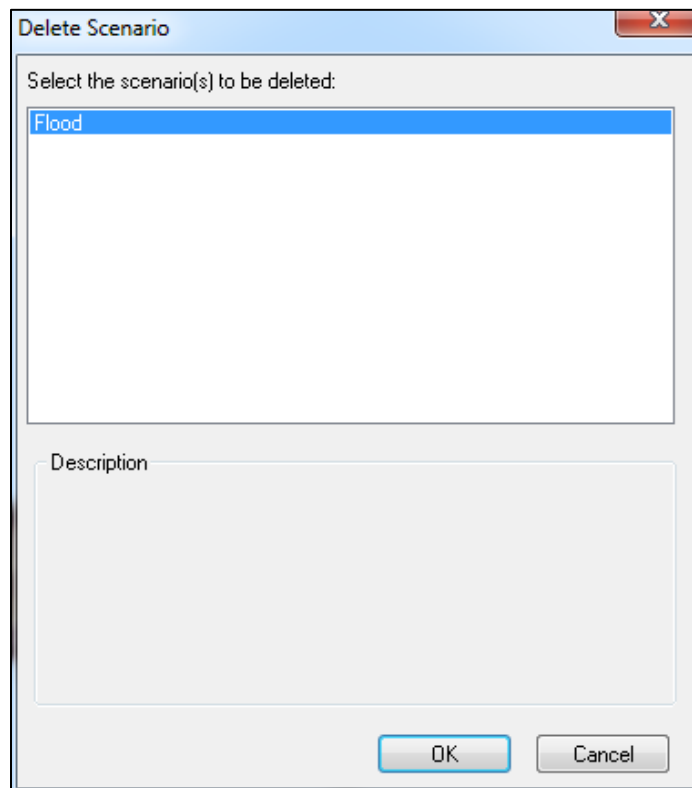 Delete Scenario
X
Select the scenario(s) to be deleted:
Flood
Description
OK
Cancel